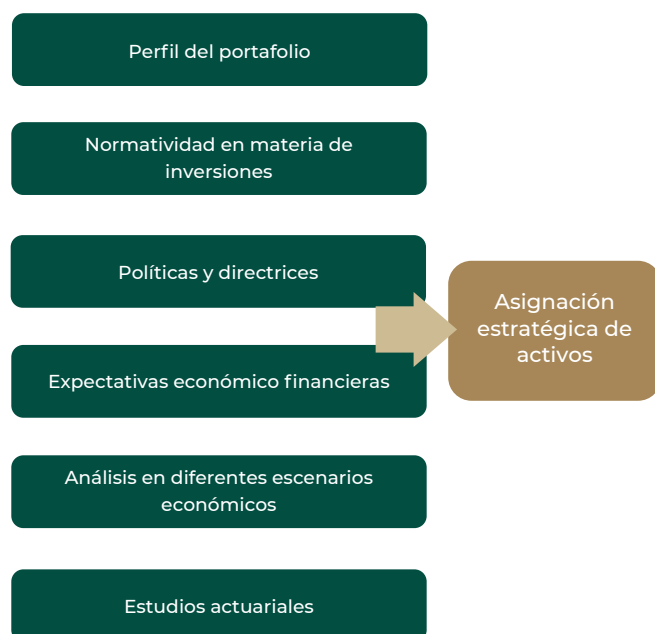 Perfil del portafolio
Normatividad en materia de
inversiones
Políticas y directrices
Expectativas económico financieras
Análisis en diferentes escenarios
económicos
Estudios actuariales
Asignación
estratégica de
activos